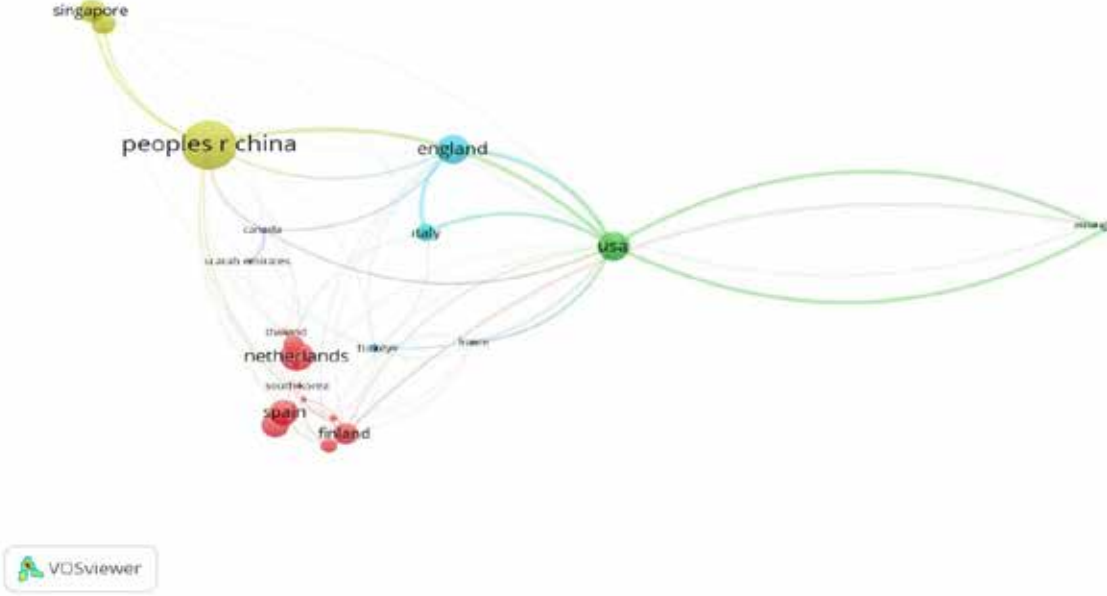 singapore
peoples r china
england
canada
italy
u arab emirates
usa
thailand
netherlands
turkiye
france
south korea
spain
finland
VOSviewer